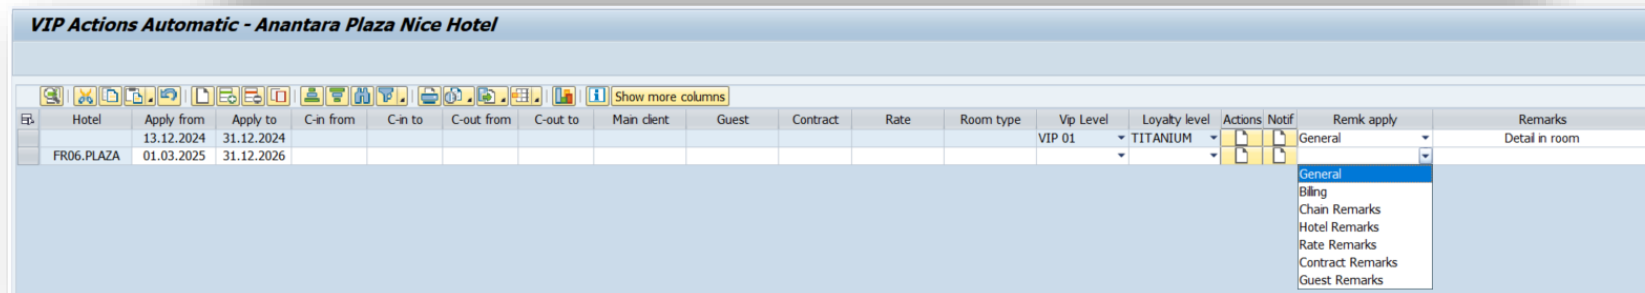 VIP Actions Automatic - Anantara Plaza Nice Hotel
Show more columns
Hotel Apply from Apply to C-in from C-in to C-out from C-out to Main client Guest Contract Rate Room type Vip Level Loyalty level Actions Notif Remk apply Remarks
13.12.2024 31.12.2024 VIP 01 TITANIUM General Detail in room
FR06.PLAZA 01.03.2025 31.12.2026
General
Billing
Chain Remarks
Hotel Remarks
Rate Remarks
Contract Remarks
Guest Remarks